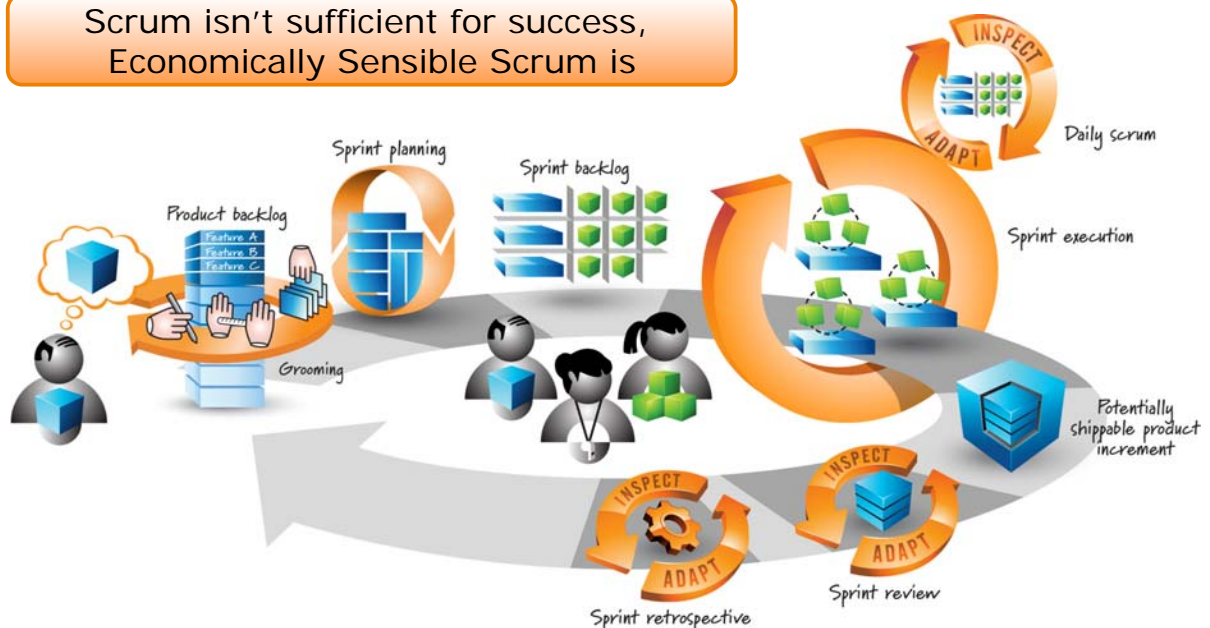 Scrum isn't sufficient for success,
Economically Sensible Scrum is
INSPECT
ADAPT
Daily scrum
Sprint planning
Sprint backlog
Product backlog
Feature A
Feature B
Feature C
Sprint execution
Grooming
Potentially
shippable product
increment
INSPECT
ADAPT
Sprint review
INSPECT
ADAPT
Sprint retrospective